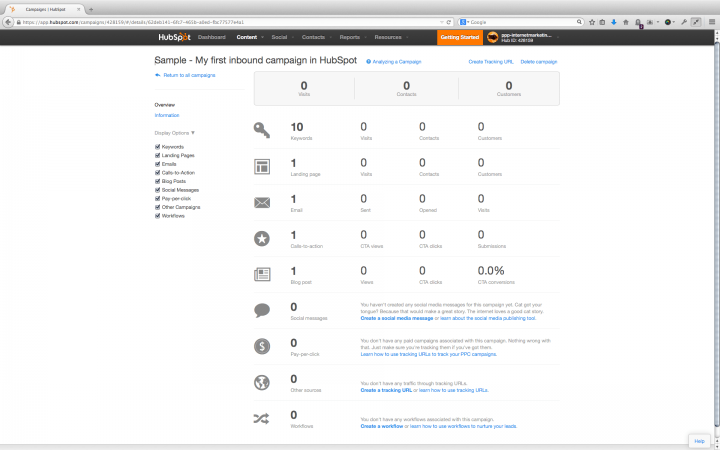 Campaigns | HubSpot
https://app.hubspot.com/campaigns/428159/#/details/
Google
HubSpot
Dashboard
Content
Social
Contacts
Reports
Resources
Getting Started
ppp-internetmarketin...
Hub ID: 428159
Sample - My first inbound campaign in HubSpot
Analyzing a Campaign
Create Tracking URL
Delete campaign
Return to all campaigns
0
Visits
0
Contacts
0
Customers
Overview
Information
Display Options
Keywords
Landing Pages
Emails
Calls-to-Action
Blog Posts
Social Messages
Pay-per-click
Other Campaigns
Workflows
10 0 0 0
Keywords Visits Contacts Customers
1 0 0 0
Landing page Visits Contacts Customers
1 0 0 0
Email Sent Opened Visits
1 0 0 0
Calls-to-action CTA views CTA clicks Submissions
1 0 0 0.0%
Blog post Views CTA clicks CTA conversions
0
Social messages
You haven't created any social media messages for this campaign yet. Cat got your
tongue? Because that would make a great story. The internet loves a good cat story.
Create a social media message or learn about the social media publishing tool.
0
Pay-per-click
You don't have any paid campaigns associated with this campaign. Nothing wrong with
that. Just make sure you're tracking them if you've got them.
Learn how to use tracking URLs to track your PPC campaigns.
0
Other sources
You don't have any traffic through tracking URLs.
Create a tracking URL or learn how to use tracking URLs.
0
Workflows
You don't have any workflows associated with this campaign.
Create a workflow or learn how to use workflows to nurture your leads.
Help